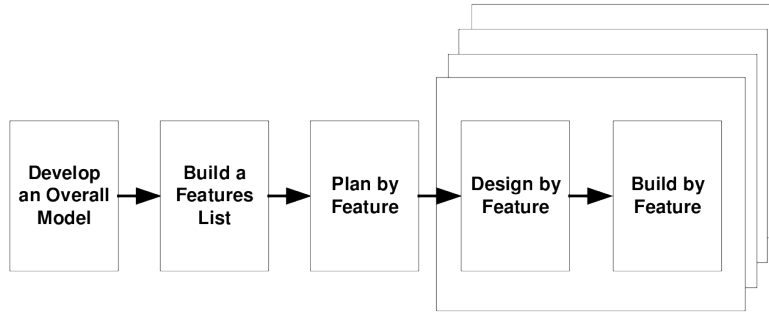 Develop
an Overall
Model
Build a
Features
List
Plan by
Feature
Design by
Feature
Build by
Feature